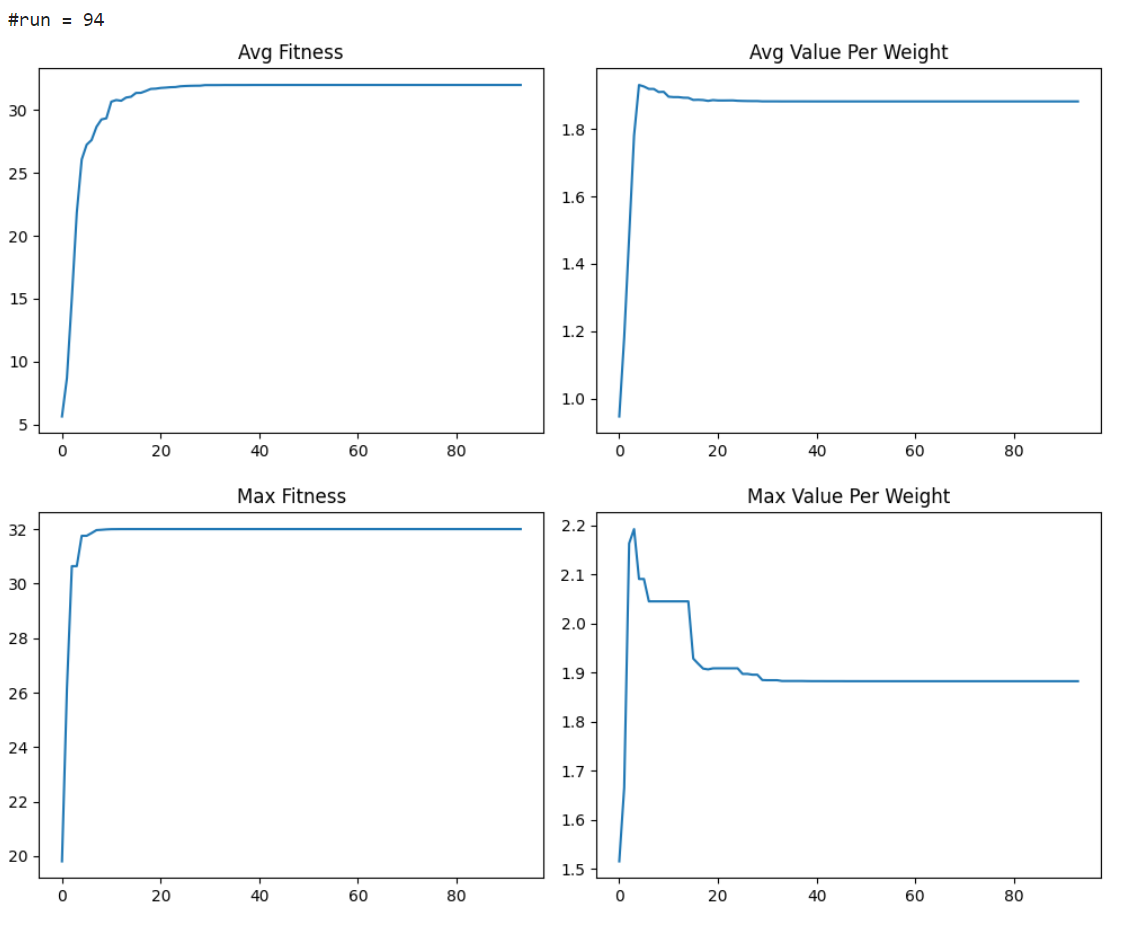 #run = 94
Avg Fitness
30
25
20
15
10
5
0 20 40 60 80
Avg Value Per Weight
1.8
1.6
1.4
1.2
1.0
0 20 40 60 80
Max Fitness
32
30
28
26
24
22
20
0 20 40 60 80
Max Value Per Weight
2.2
2.1
2.0
1.9
1.8
1.7
1.6
1.5
0 20 40 60 80